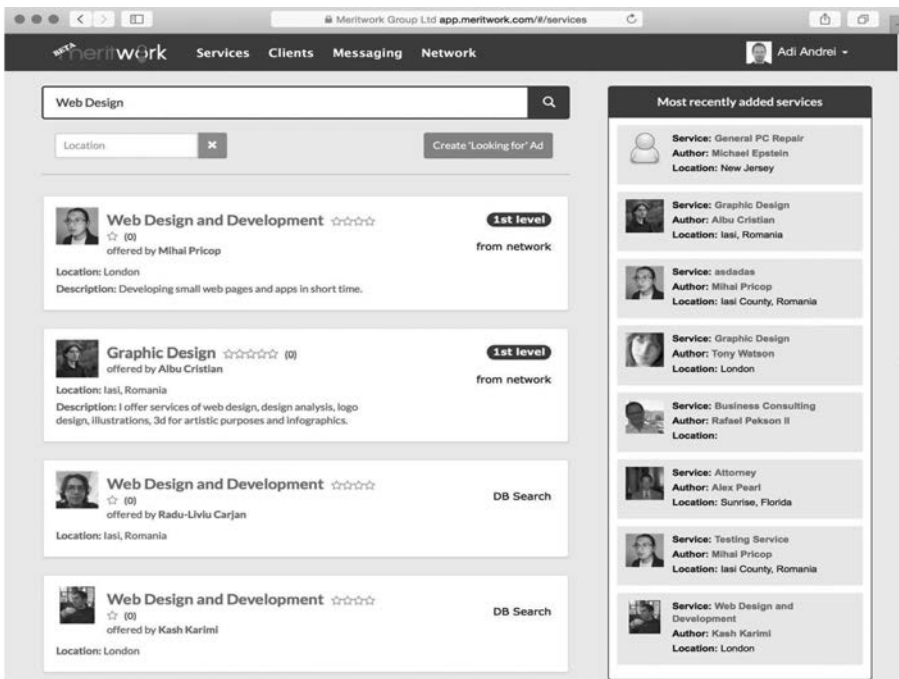 Meritwork Group Ltd app.meritwork.com/#/services
BETA
meritwork
Services Clients Messaging Network
Adi Andrei
Web Design
Location
Create 'Looking for' Ad
Web Design and Development
(0)
offered by Mihai Pricop
1st level
from network
Location: London
Description: Developing small web pages and apps in short time.
Graphic Design (0)
offered by Albu Cristian
1st level
from network
Location: Iasi, Romania
Description: I offer services of web design, design analysis, logo
design, illustrations, 3d for artistic purposes and infographics.
Web Design and Development
(0)
offered by Radu-Liviu Carjan
DB Search
Location: Iasi, Romania
Web Design and Development
(0)
offered by Kash Karimi
DB Search
Location: London
Most recently added services
Service: General PC Repair
Author: Michael Epstein
Location: New Jersey
Service: Graphic Design
Author: Albu Cristian
Location: Iasi, Romania
Service: asdadas
Author: Mihai Pricop
Location: Iasi County, Romania
Service: Graphic Design
Author: Tony Watson
Location: London
Service: Business Consulting
Author: Rafael Pekson II
Location:
Service: Attorney
Author: Alex Pearl
Location: Sunrise, Florida
Service: Testing Service
Author: Mihai Pricop
Location: Iasi County, Romania
Service: Web Design and
Development
Author: Kash Karimi
Location: London